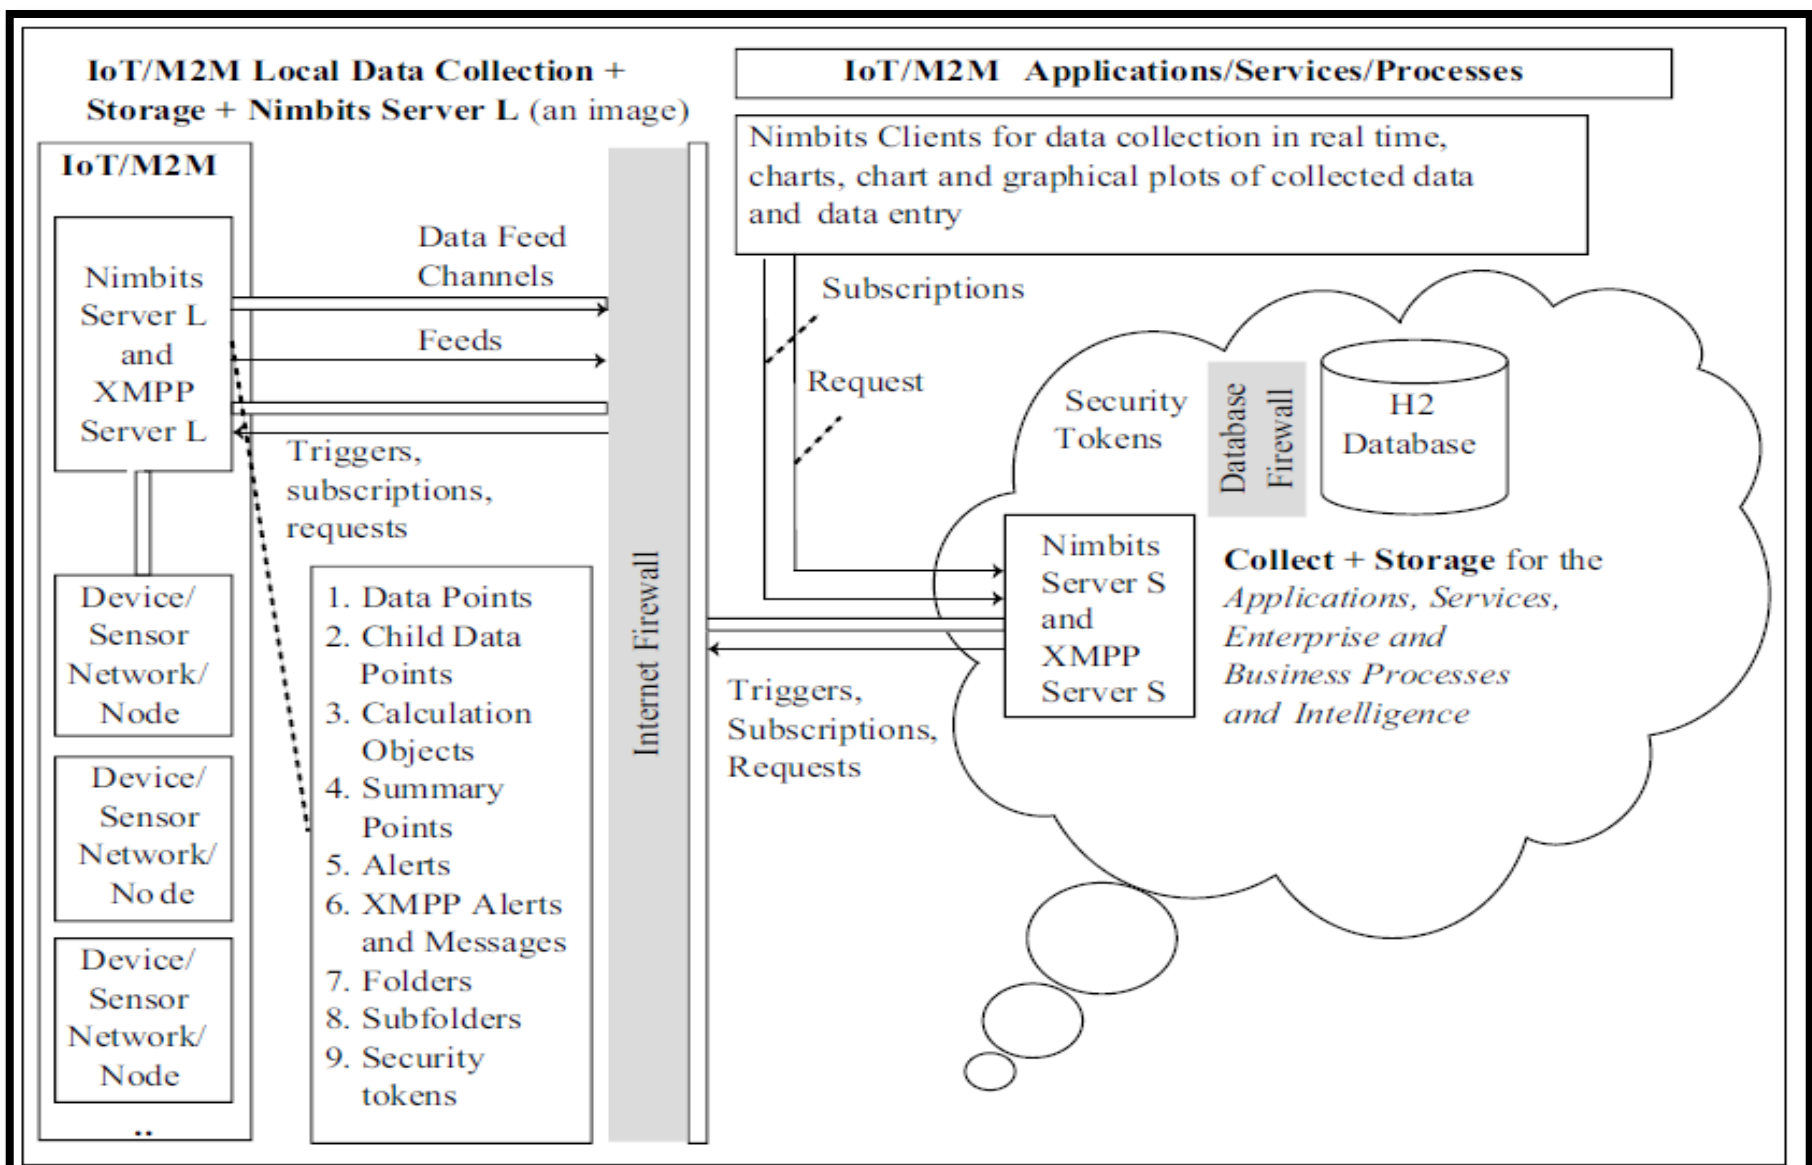 IoT/M2M Local Data Collection +
Storage + Nimbits Server L (an image)
IoT/M2M
Nimbits
Server L
and
XMPP
Server L
Data Feed
Channels
Feeds
Triggers,
subscriptions,
requests
Device/
Sensor
Network/
Node
Device/
Sensor
Network/
Node
Device/
Sensor
Network/
Node
..
1. Data Points
2. Child Data
Points
3. Calculation
Objects
4. Summary
Points
5. Alerts
6. XMPP Alerts
and Messages
7. Folders
8. Subfolders
9. Security
tokens
Internet Firewall
IoT/M2M Applications/Services/Processes
Nimbits Clients for data collection in real time,
charts, chart and graphical plots of collected data
and data entry
Subscriptions
Request
Security
Tokens
Database
Firewall
H2
Database
Nimbits
Server S
and
XMPP
Server S
Collect + Storage for the
Applications, Services,
Enterprise and
Business Processes
and Intelligence
Triggers,
Subscriptions,
Requests